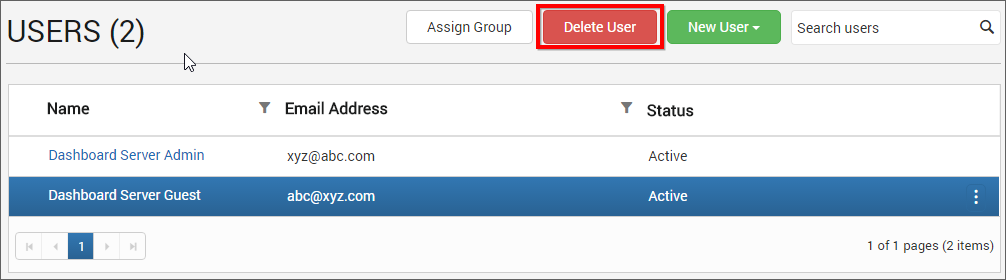 USERS (2)
Assign Group
Delete User
New User
Search users
Name
Email Address
Status
Dashboard Server Admin
xyz@abc.com
Active
Dashboard Server Guest
abc@xyz.com
Active
1
1 of 1 pages (2 items)